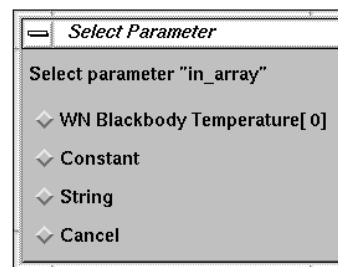 Select Parameter
Select parameter "in_array"
WN Blackbody Temperature[ 0]
Constant
String
Cancel